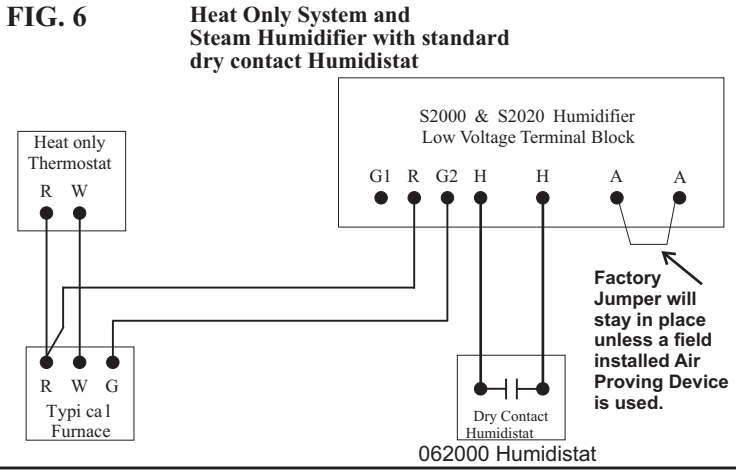 FIG. 6
Heat Only System and
Steam Humidifier with standard
dry contact Humidistat
S2000 & S2020 Humidifier
Low Voltage Terminal Block
G1 R G2 H H A A
Heat only
Thermostat
R W
Factory
Jumper will
stay in place
unless a field
installed Air
Proving Device
is used.
R W G
Typi ca l
Furnace
Dry Contact
Humidistat
062000 Humidistat